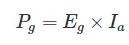 P_g = E_g × I_a